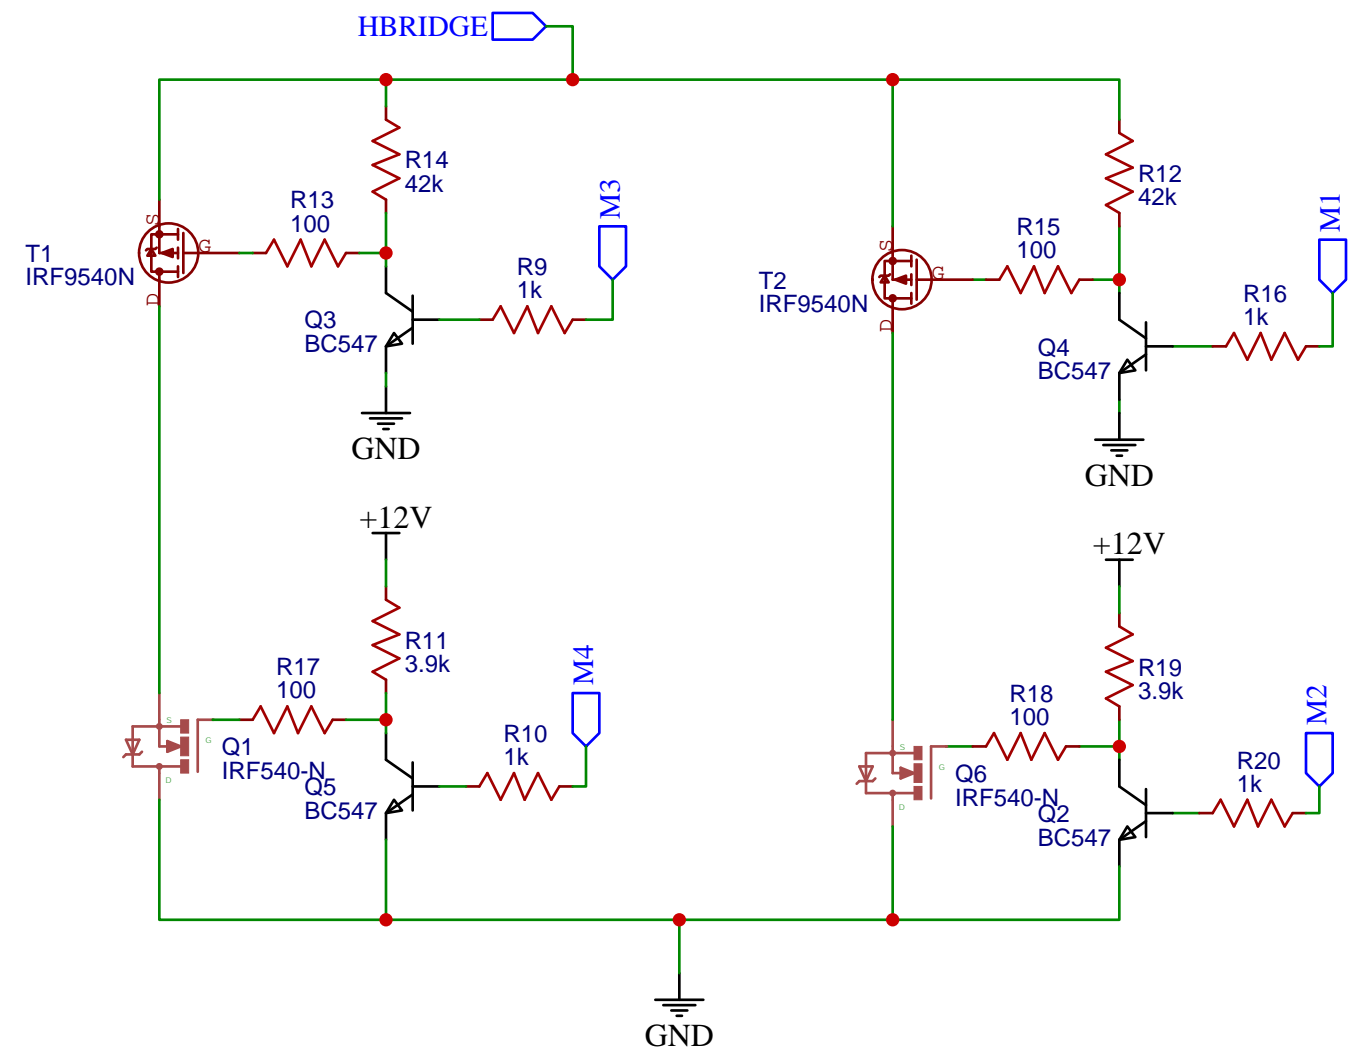 HBRIDGE
R14
42k
R13
100
M3
S
G
D
T1
IRF9540N
R9
1k
Q3
BC547
GND
R12
42k
M1
R15
100
S
G
D
T2
IRF9540N
R16
1k
Q4
BC547
GND
+12V
R11
3.9k
M4
R17
100
S
G
D
Q1
IRF540-N
R10
1k
Q5
BC547
+12V
R19
3.9k
M2
R18
100
S
G
D
Q6
IRF540-N
R20
1k
Q2
BC547
GND